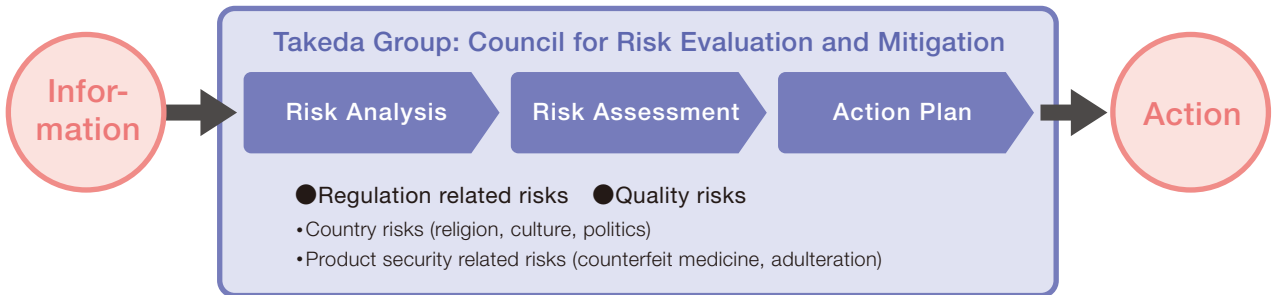 Takeda Group: Council for Risk Evaluation and Mitigation
Infor-
mation
Risk Analysis
Risk Assessment
Action Plan
Action
●Regulation related risks ●Quality risks
•Country risks (religion, culture, politics)
•Product security related risks (counterfeit medicine, adulteration)